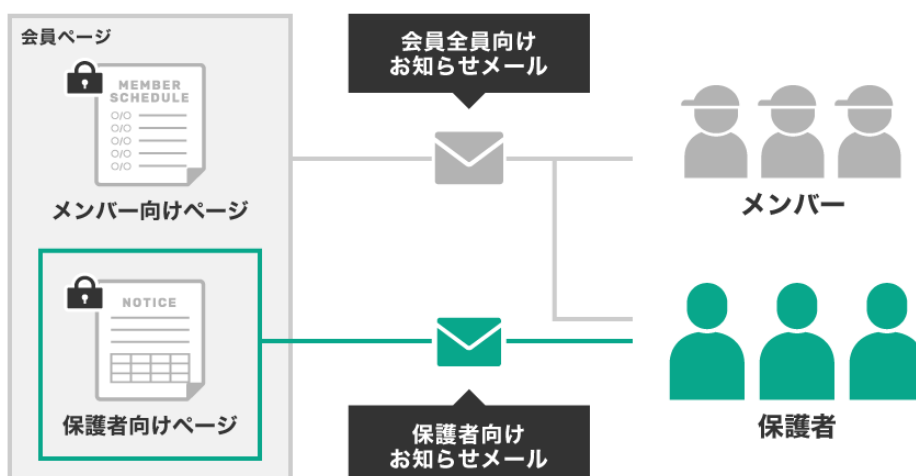 会員ページ
MEMBER
SCHEDULE
○/○
○/○
○/○
○/○
○/○
メンバー向けページ
NOTICE
保護者向けページ
会員全員向け
お知らせメール
保護者向け
お知らせメール
メンバー
保護者